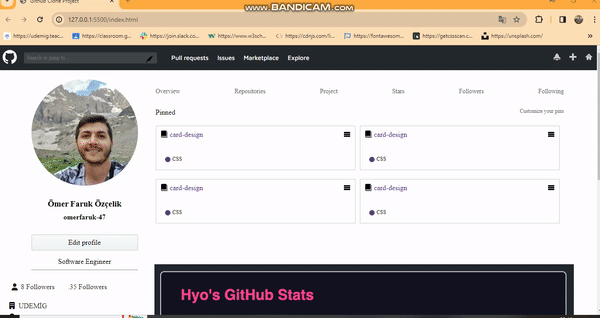 www.BANDICAM.com
Github Clone Project
127.0.0.1:5500/index.html
https://udemig.teac...
https://classroom.g...
https://join.slack.co...
https://www.w3sch...
https://cdnjs.com/li...
https://fontawesom...
https://getcssscan.c...
https://unsplash.com/
Search or jump to...
Pull requests
Issues
Marketplace
Explore
Overview
Repositories
Project
Stars
Followers
Following
Pinned
Customize your pins
card-design
CSS
card-design
CSS
card-design
CSS
card-design
CSS
Ömer Faruk Özçelik
omerfaruk-47
Edit profile
Software Engineer
8 Followers
35 Followers
UDEMİG
Hyo's GitHub Stats